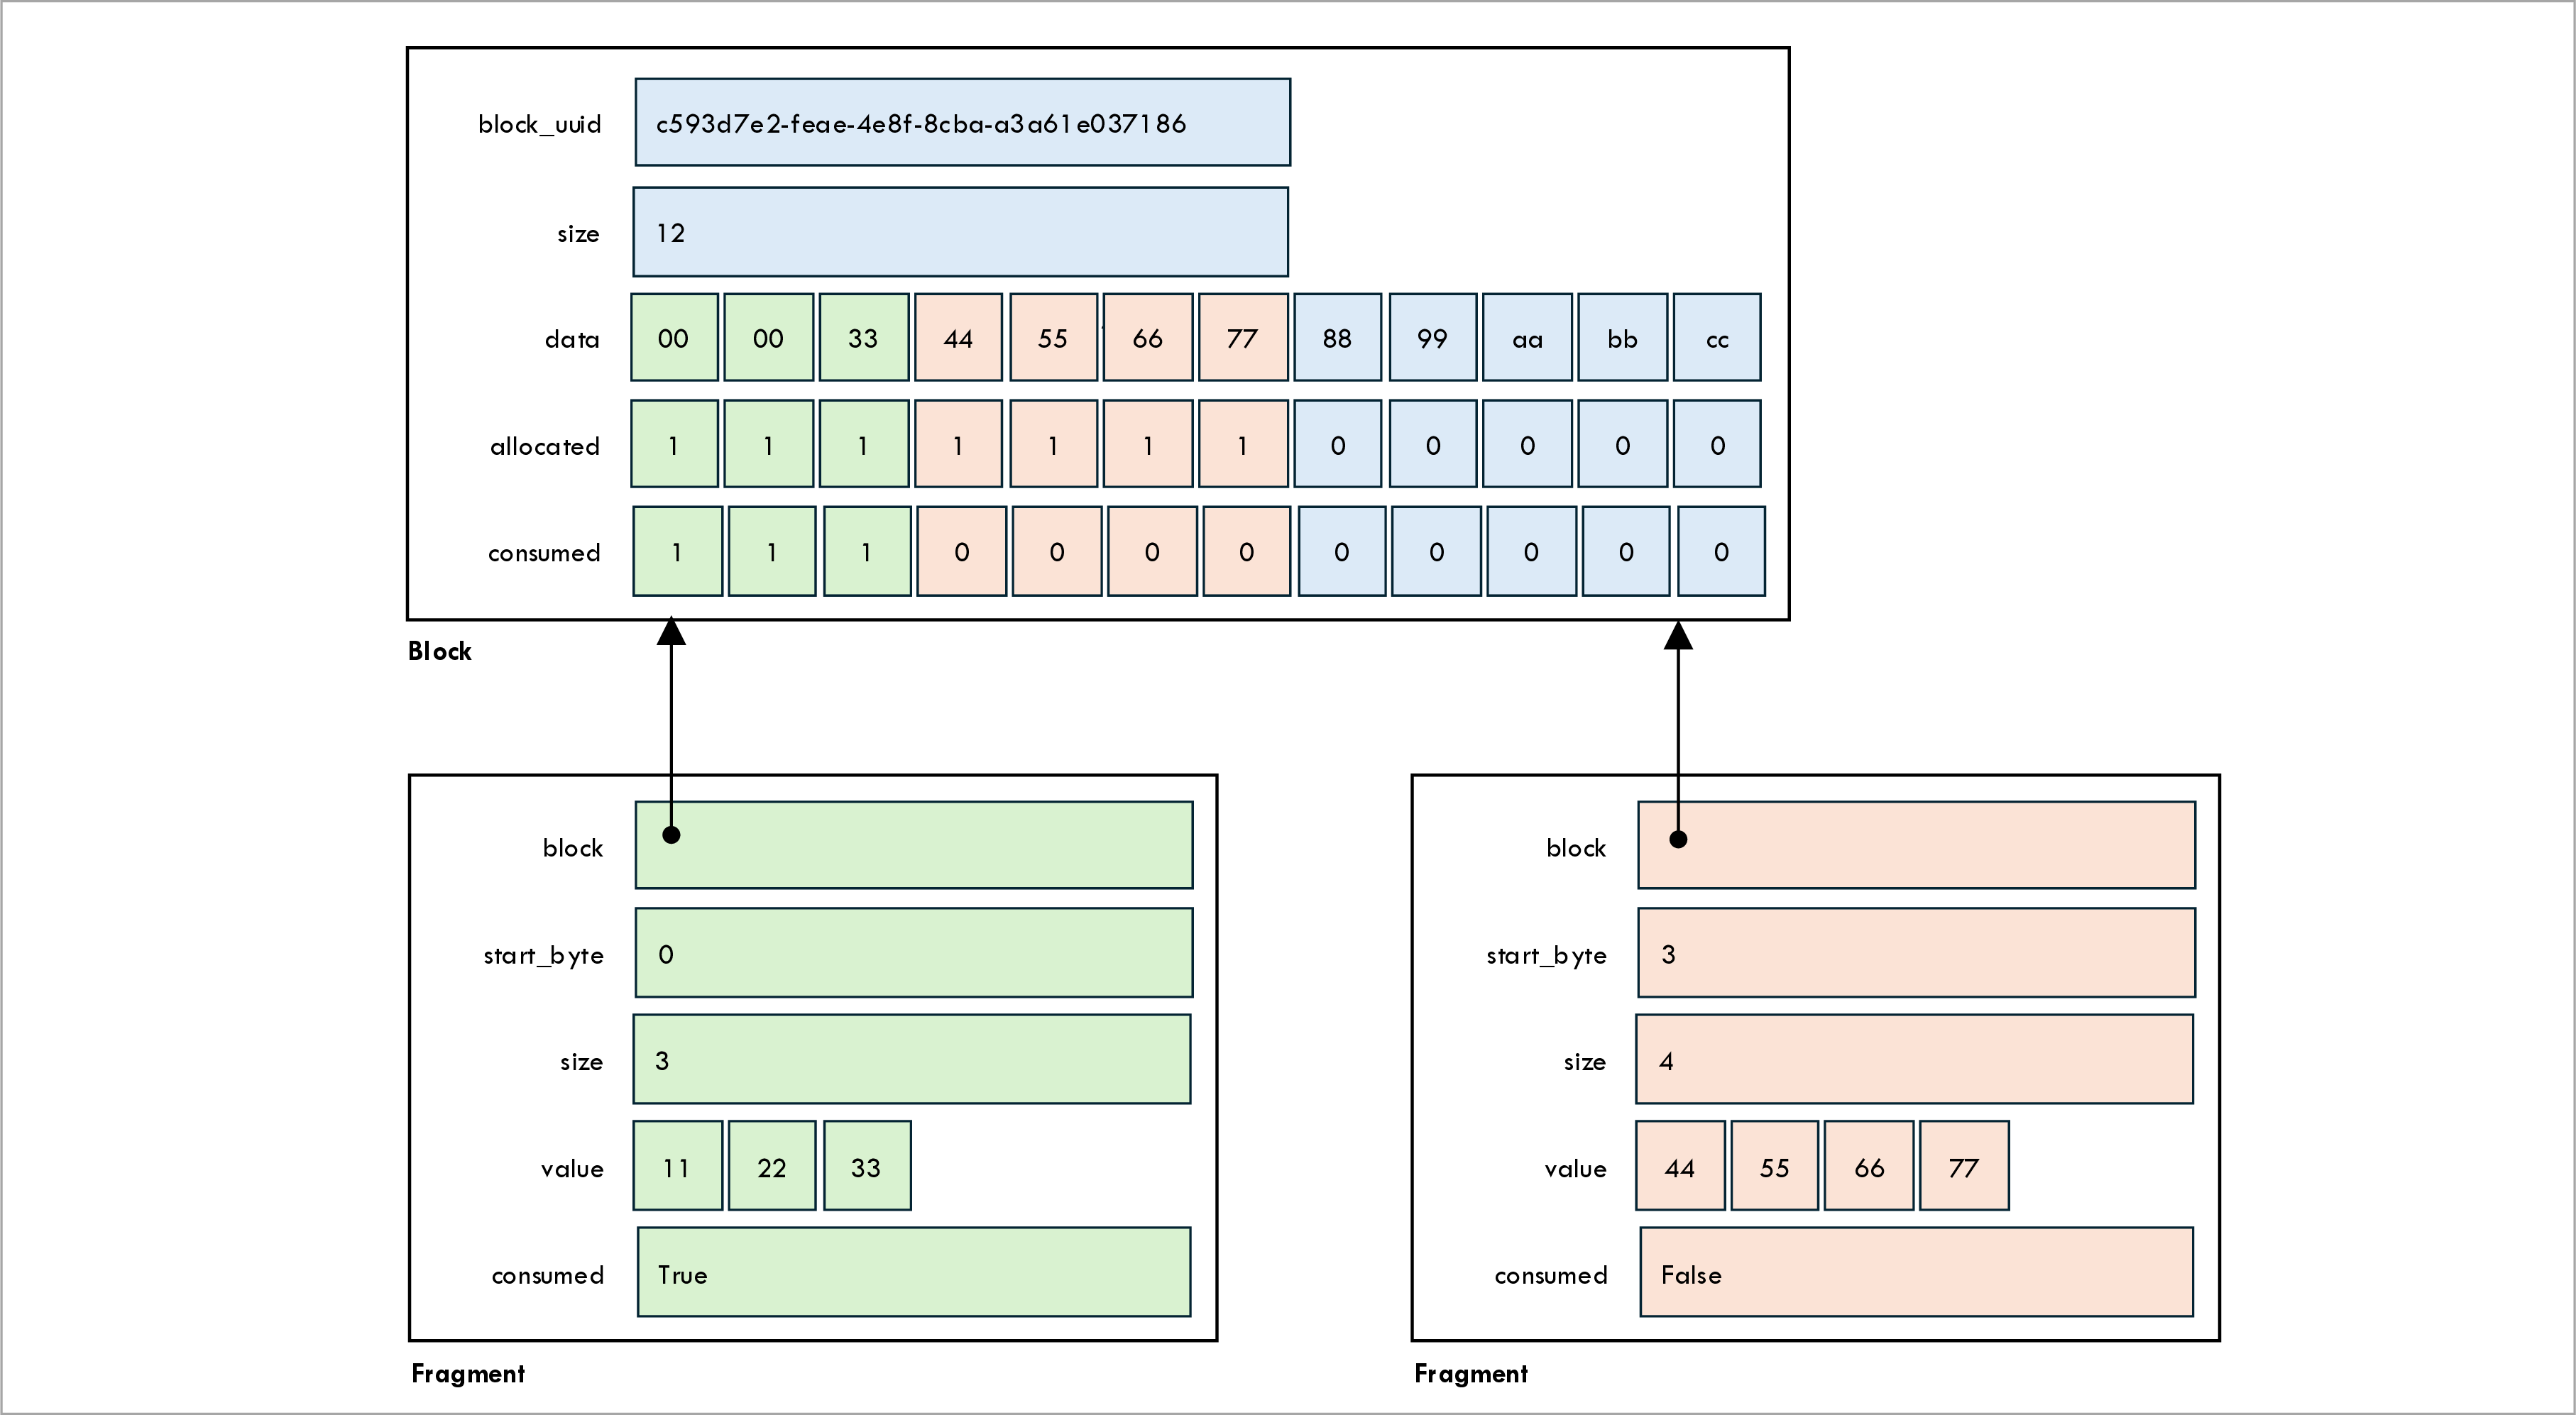 block_uuid c593d7e2-feae-4e8f-8cba-a3a61e037186
size 12
data 00 00 33 44 55 66 77 88 99 aa bb cc
allocated 1 1 1 1 1 1 1 0 0 0 0 0
consumed 1 1 1 0 0 0 0 0 0 0 0 0
Block
block
start_byte 0
size 3
value 11 22 33
consumed True
Fragment
block
start_byte 3
size 4
value 44 55 66 77
consumed False
Fragment